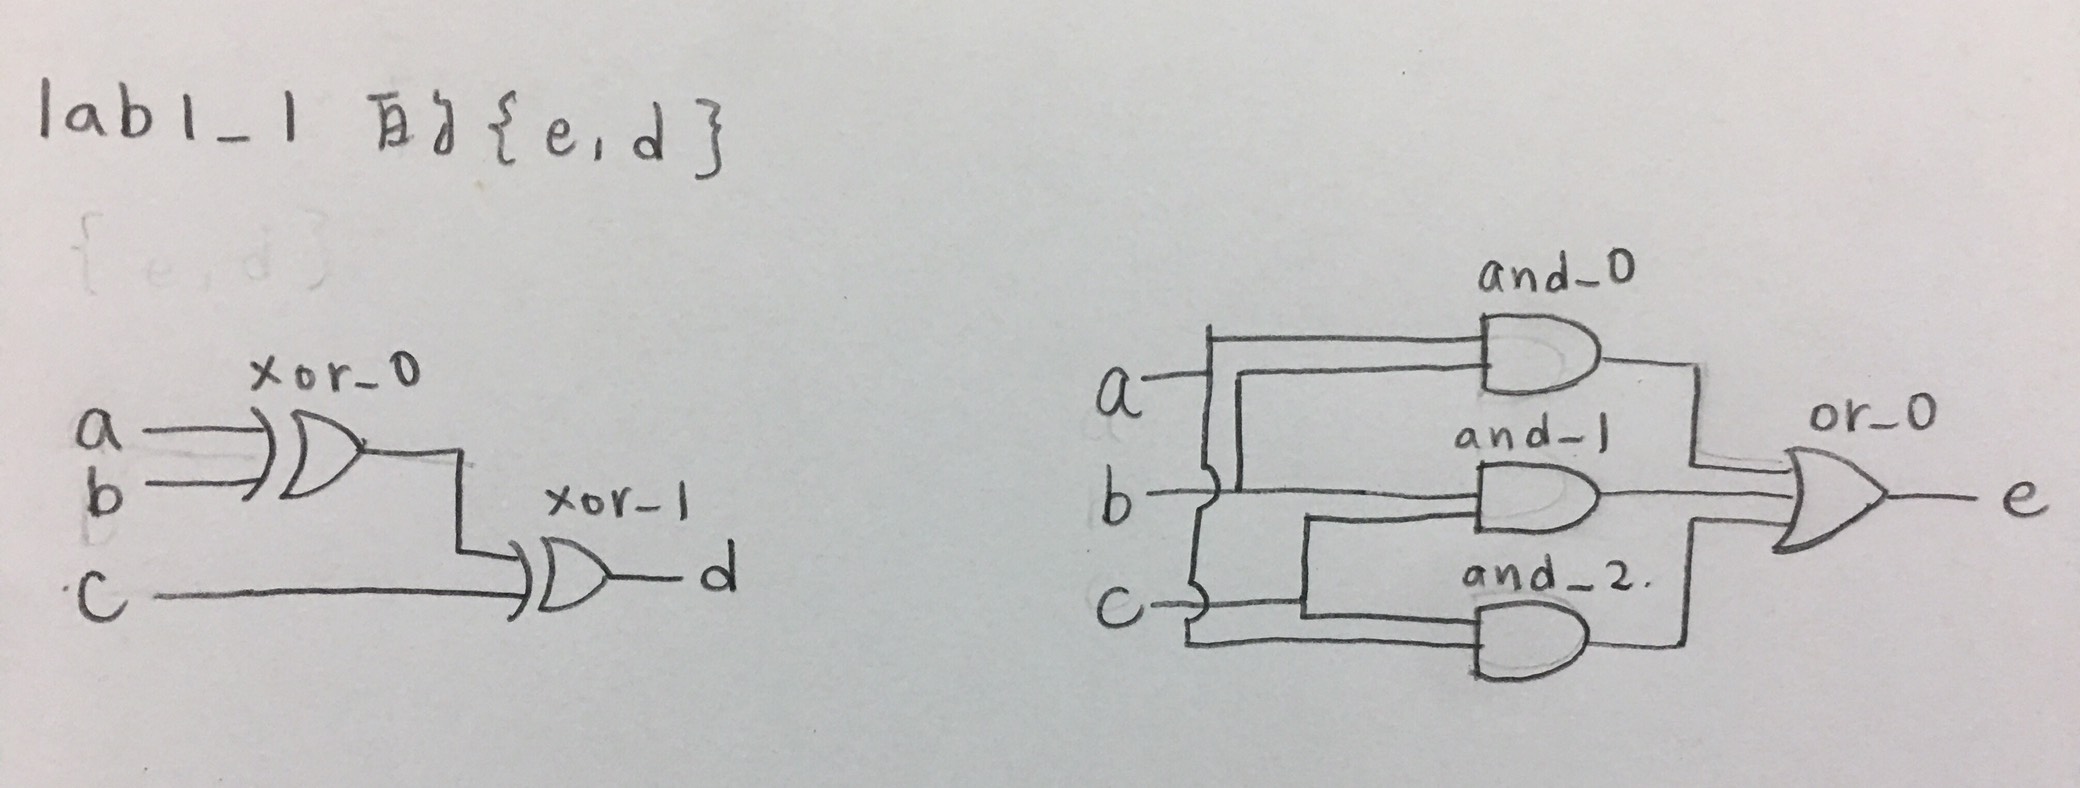 lab1_1 的{e,d}
{e,d}
xor_0
a
b
xor_1
c
d
and_0
a
and_1
or_0
b
e
and_2.
c